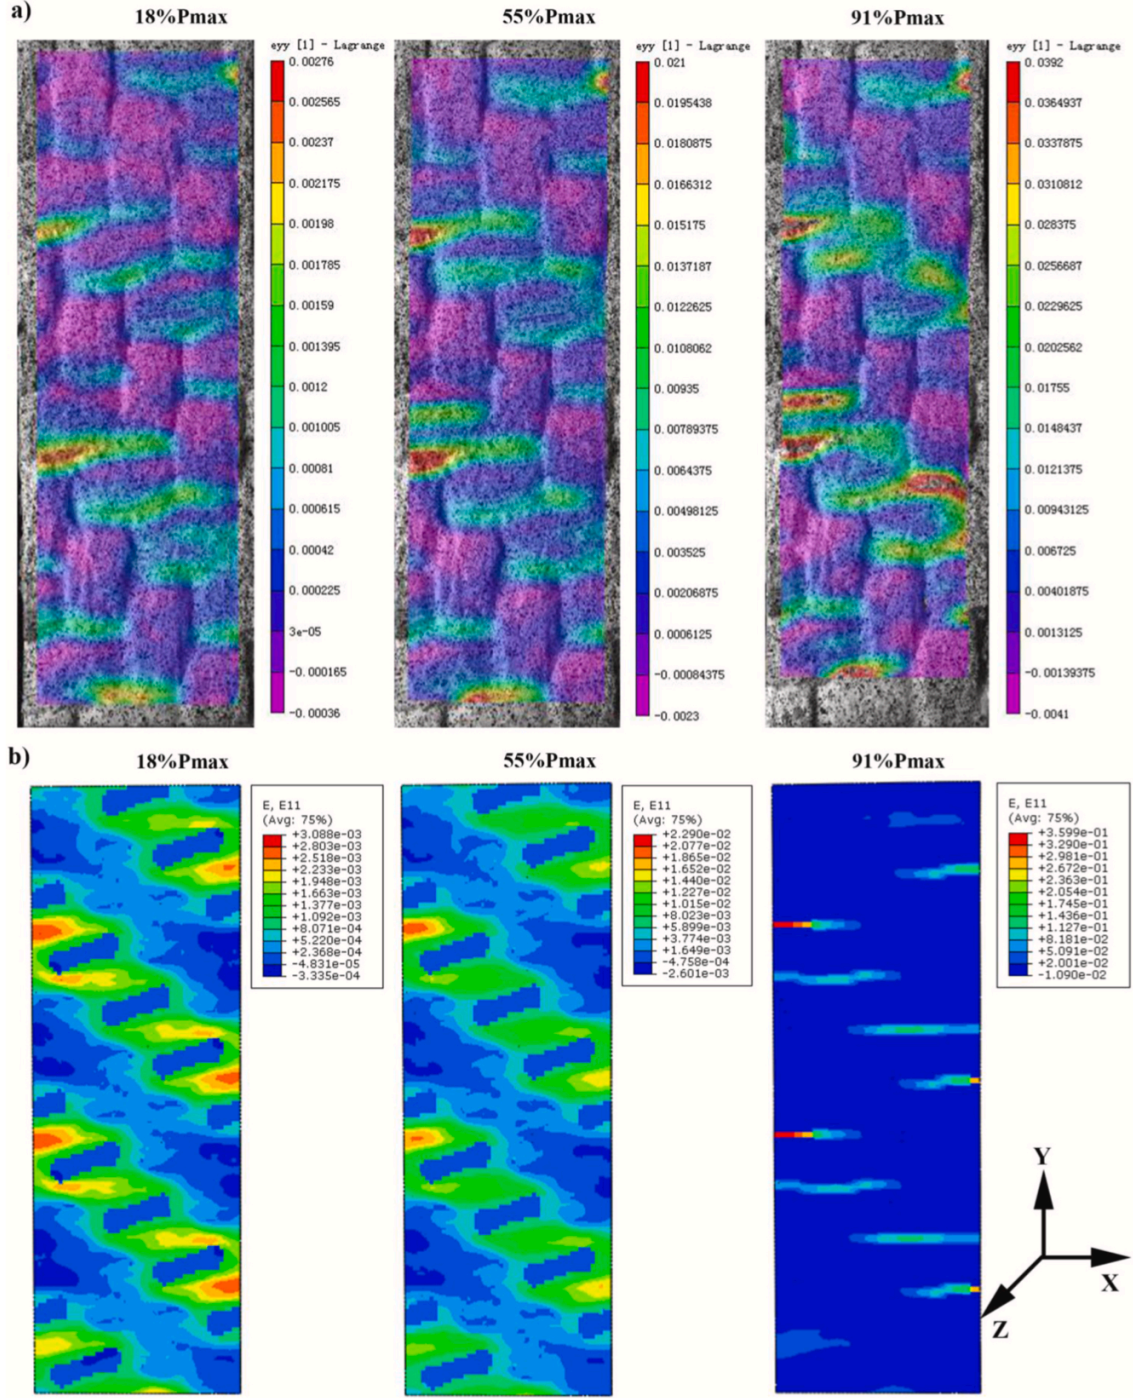 a)
18%Pmax
55%Pmax
91%Pmax
eyy [1] - Lagrange
0.00276
0.002565
0.00237
0.002175
0.00198
0.001785
0.00159
0.001395
0.0012
0.001005
0.00081
0.000615
0.00042
0.000225
3e-05
-0.000165
-0.00036
eyy [1] - Lagrange
0.021
0.0195438
0.0180875
0.0166312
0.015175
0.0137187
0.0122625
0.0108062
0.00935
0.00789375
0.0064375
0.00498125
0.003525
0.00206875
0.0006125
-0.00084375
-0.0023
eyy [1] - Lagrange
0.0392
0.0364937
0.0337875
0.0310812
0.028375
0.0256687
0.0229625
0.0202562
0.01755
0.0148437
0.0121375
0.00943125
0.006725
0.00401875
0.0013125
-0.00139375
-0.0041
b)
18%Pmax
55%Pmax
91%Pmax
E, E11
(Avg: 75%)
+3.088e-03
+2.803e-03
+2.518e-03
+2.233e-03
+1.948e-03
+1.663e-03
+1.377e-03
+1.092e-03
+8.071e-04
+5.220e-04
+2.368e-04
-4.831e-05
-3.335e-04
E, E11
(Avg: 75%)
+2.290e-02
+2.077e-02
+1.865e-02
+1.652e-02
+1.440e-02
+1.227e-02
+1.015e-02
+8.023e-03
+5.899e-03
+3.774e-03
+1.649e-03
-4.758e-04
-2.601e-03
E, E11
(Avg: 75%)
+3.599e-01
+3.290e-01
+2.981e-01
+2.672e-01
+2.363e-01
+2.054e-01
+1.745e-01
+1.436e-01
+1.127e-01
+8.181e-02
+5.091e-02
+2.001e-02
-1.090e-02
Y
X
Z